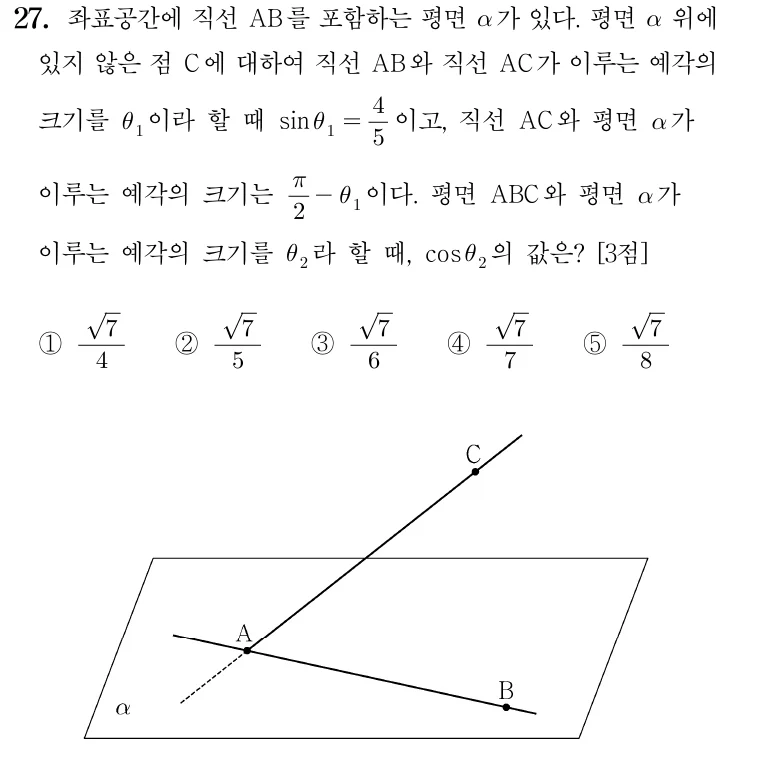 27. 좌표공간에 직선 AB를 포함하는 평면 α가 있다. 평면 α 위에
있지 않은 점 C에 대하여 직선 AB와 직선 AC가 이루는 예각의
크기를 θ₁이라 할 때 sinθ₁ = 4/5 이고, 직선 AC와 평면 α가
이루는 예각의 크기는 π/2 − θ₁이다. 평면 ABC와 평면 α가
이루는 예각의 크기를 θ₂라 할 때, cosθ₂의 값은? [3점]
① √7/4 ② √7/5 ③ √7/6 ④ √7/7 ⑤ √7/8
C
A
B
α